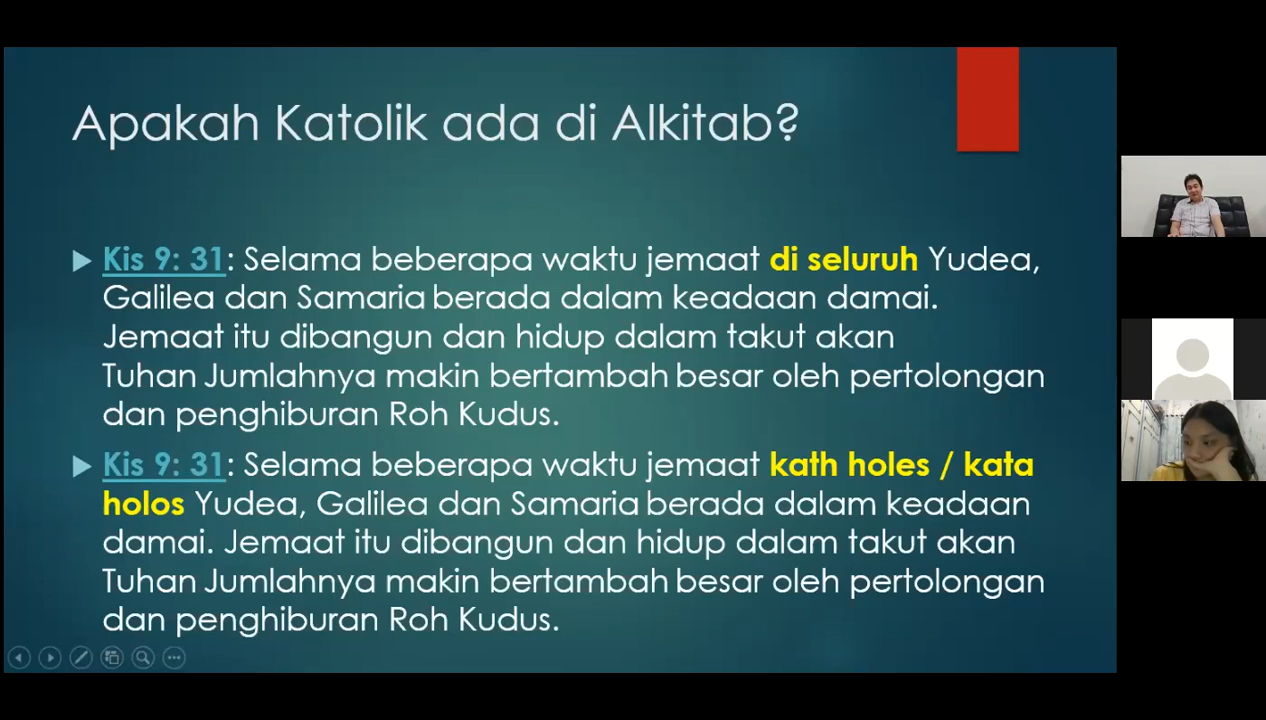 Apakah Katolik ada di Alkitab?
Kis 9: 31: Selama beberapa waktu jemaat di seluruh Yudea,
Galilea dan Samaria berada dalam keadaan damai.
Jemaat itu dibangun dan hidup dalam takut akan
Tuhan Jumlahnya makin bertambah besar oleh pertolongan
dan penghiburan Roh Kudus.
Kis 9: 31: Selama beberapa waktu jemaat kath holes / kata
holos Yudea, Galilea dan Samaria berada dalam keadaan
damai. Jemaat itu dibangun dan hidup dalam takut akan
Tuhan Jumlahnya makin bertambah besar oleh pertolongan
dan penghiburan Roh Kudus.